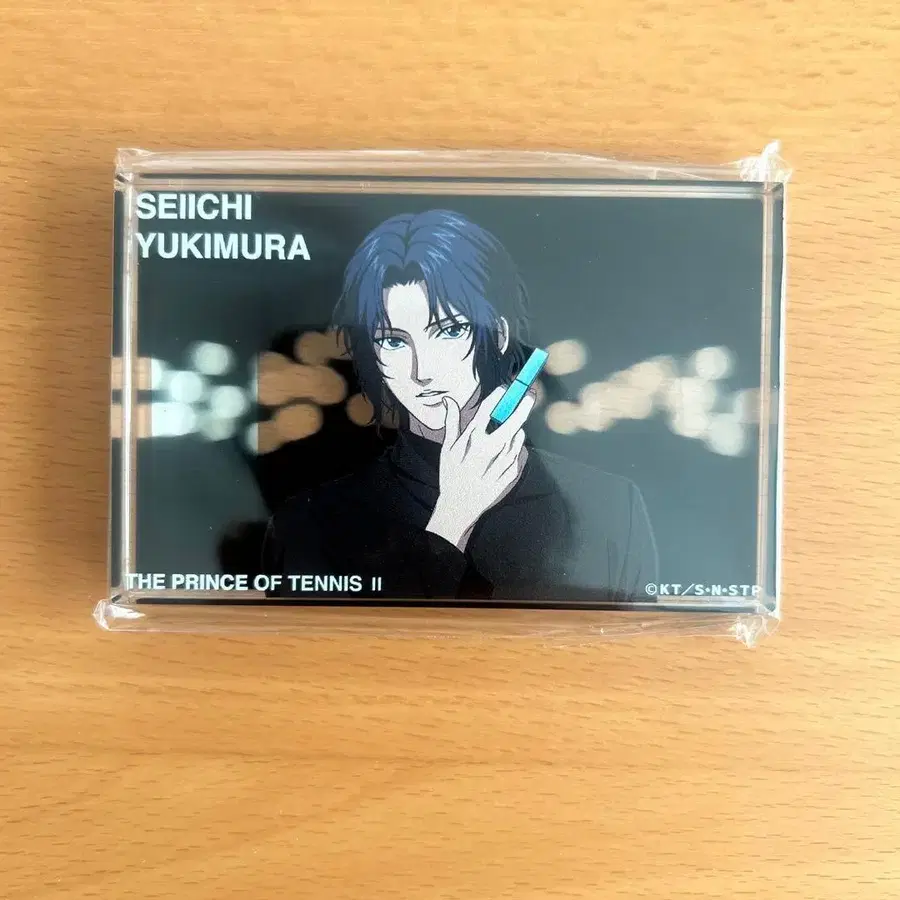 SEIICHI
YUKIMURA
THE PRINCE OF TENNIS II
©KT/S•N•STP